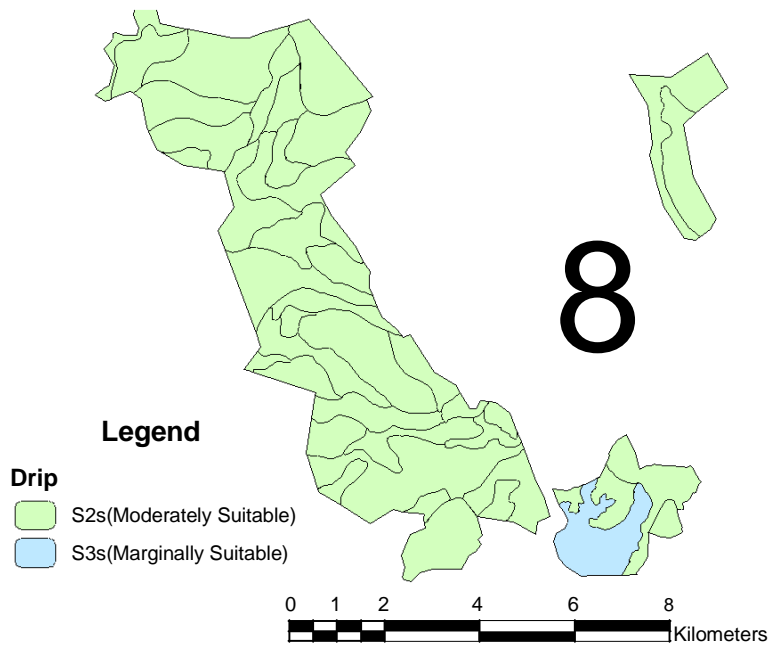 8
Legend
Drip
S2s(Moderately Suitable)
S3s(Marginally Suitable)
0 1 2 4 6 8
Kilometers